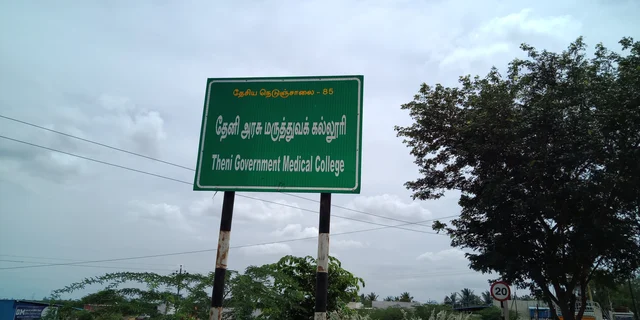 தேசிய நெடுஞ்சாலை - 85
தேனி அரசு மருத்துவக் கல்லூரி
Theni Government Medical College
20